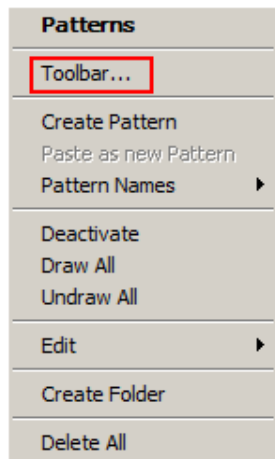 Patterns
Toolbar...
Create Pattern
Paste as new Pattern
Pattern Names
Deactivate
Draw All
Undraw All
Edit
Create Folder
Delete All